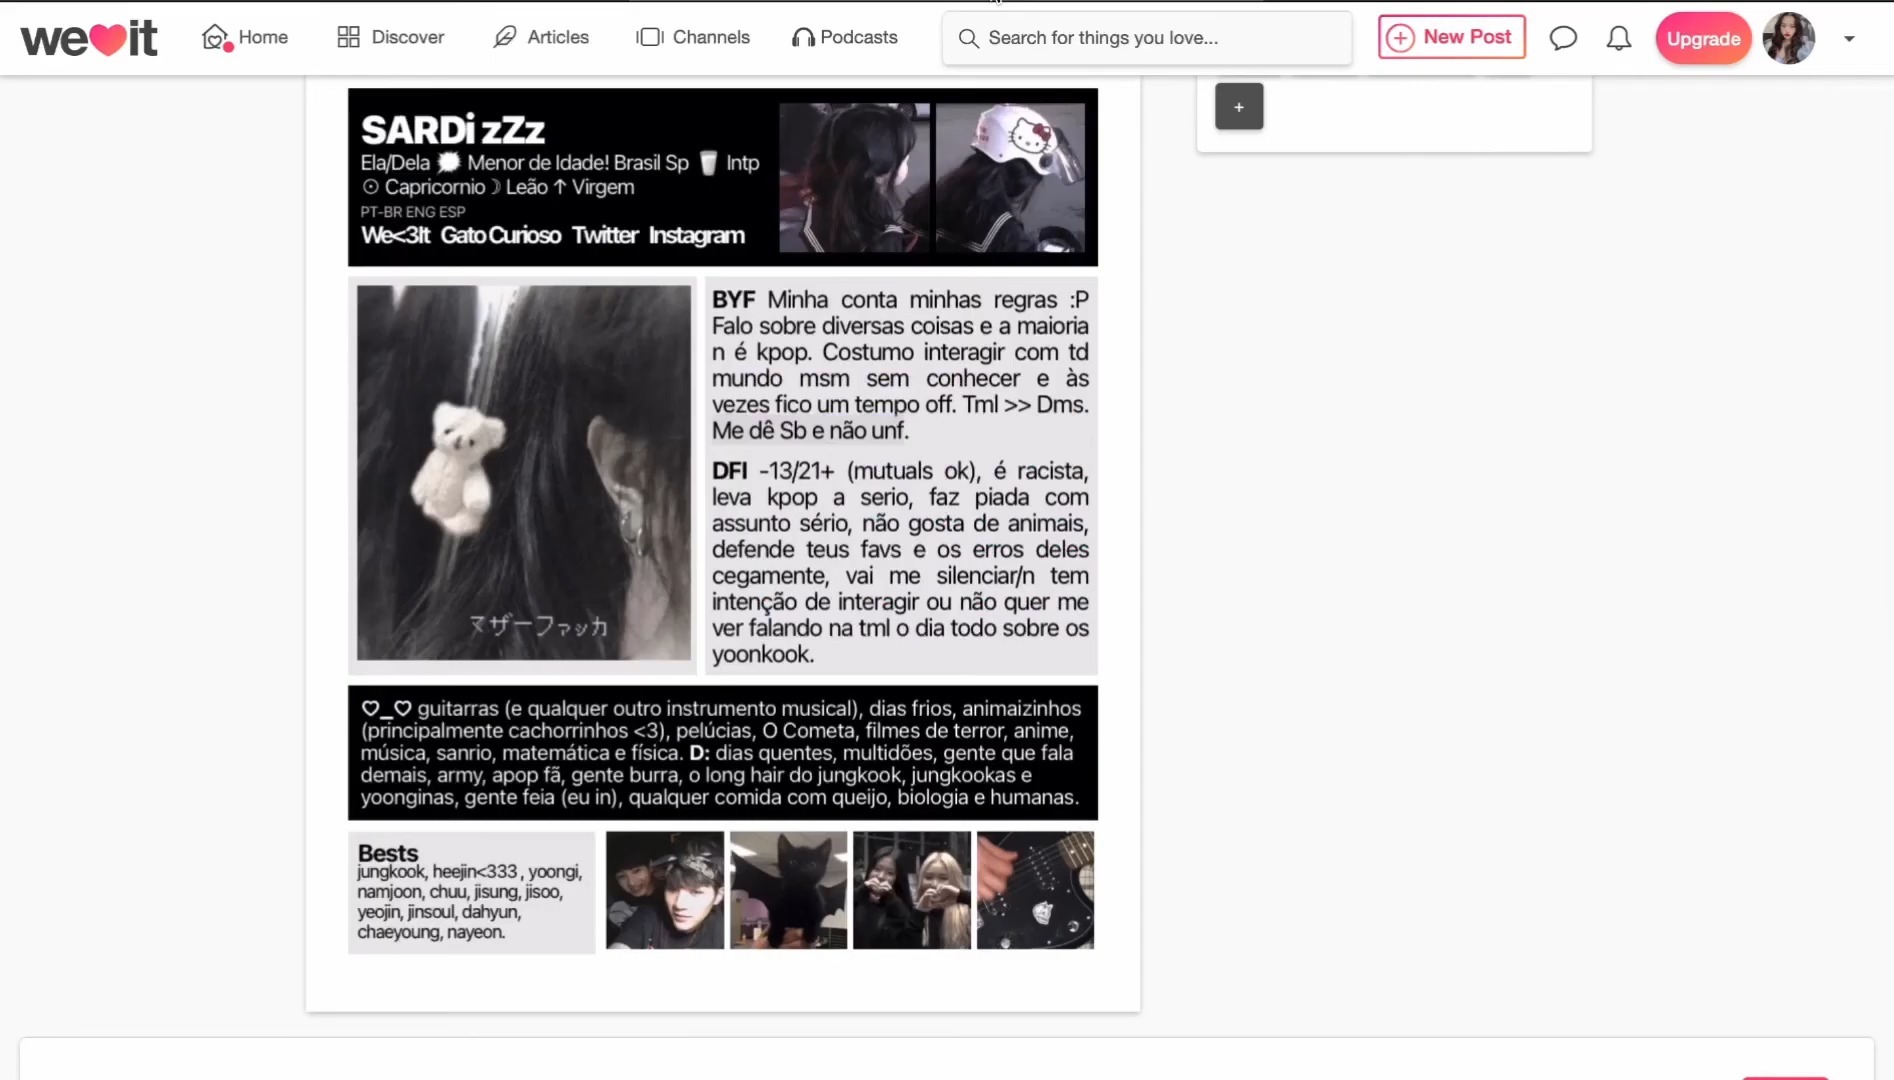 we it
Home
Discover
Articles
Channels
Podcasts
Search for things you love...
New Post
Upgrade
+
SARDi zZz
Ela/Dela Menor de Idade! Brasil Sp Intp
☉ Capricornio ☽ Leão ↑ Virgem
PT-BR ENG ESP
We<3It Gato Curioso Twitter Instagram
マザーファッカ
BYF Minha conta minhas regras :P
Falo sobre diversas coisas e a maioria
n é kpop. Costumo interagir com td
mundo msm sem conhecer e às
vezes fico um tempo off. Tml >> Dms.
Me dê Sb e não unf.
DFI -13/21+ (mutuals ok), é racista,
leva kpop a serio, faz piada com
assunto sério, não gosta de animais,
defende teus favs e os erros deles
cegamente, vai me silenciar/n tem
intenção de interagir ou não quer me
ver falando na tml o dia todo sobre os
yoonkook.
♡_♡ guitarras (e qualquer outro instrumento musical), dias frios, animaizinhos
(principalmente cachorrinhos <3), pelúcias, O Cometa, filmes de terror, anime,
música, sanrio, matemática e física. D: dias quentes, multidões, gente que fala
demais, army, apop fã, gente burra, o long hair do jungkook, jungkookas e
yoonginas, gente feia (eu in), qualquer comida com queijo, biologia e humanas.
Bests
jungkook, heejin<333 , yoongi,
namjoon, chuu, jisung, jisoo,
yeojin, jinsoul, dahyun,
chaeyoung, nayeon.